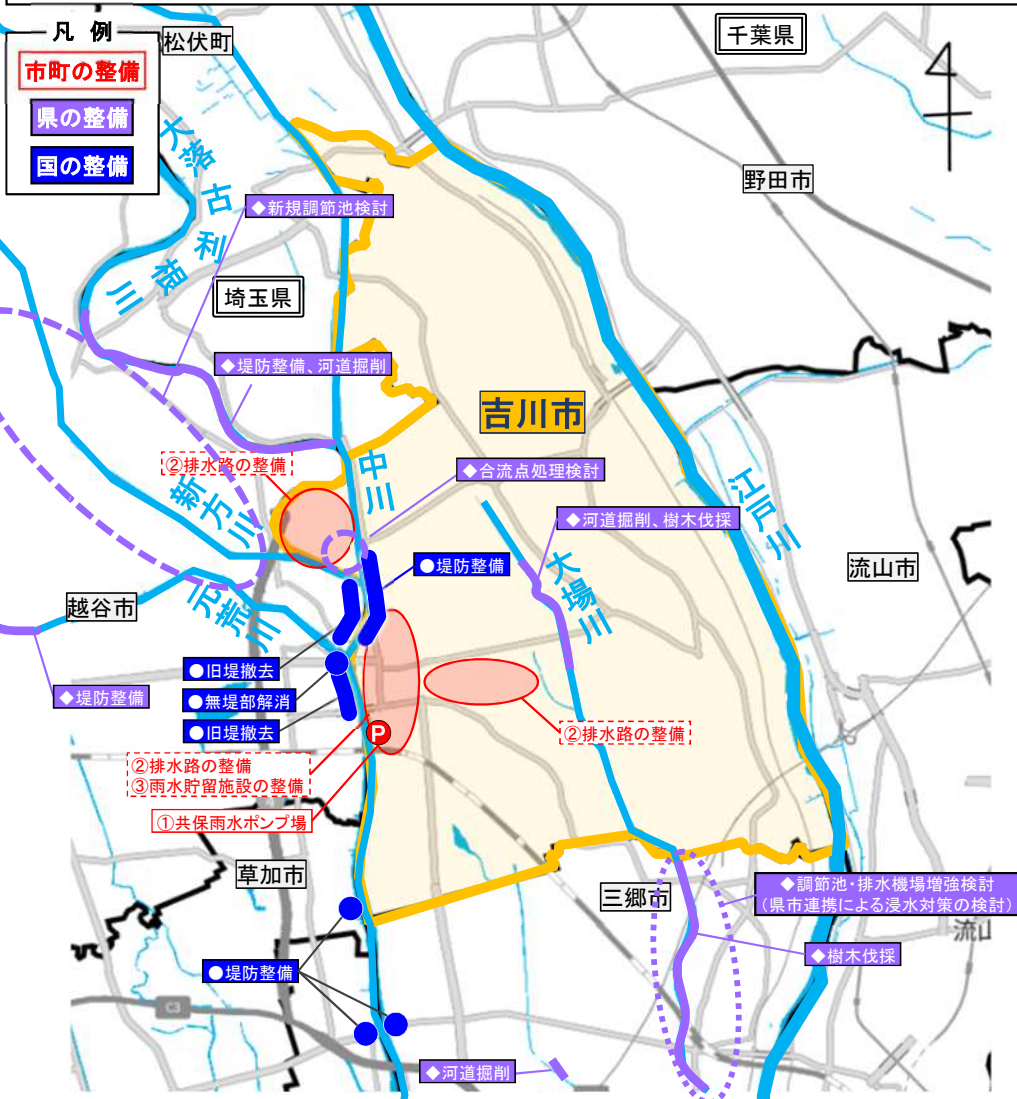 凡 例
市町の整備
県の整備
国の整備
松伏町
千葉県
野田市
大落古利根川
◆新規調節池検討
埼玉県
◆堤防整備、河道掘削
吉川市
②排水路の整備
中川
◆合流点処理検討
新方川
◆河道掘削、樹木伐採
江戸川
●堤防整備
大場川
流山市
越谷市
元荒川
●旧堤撤去
◆堤防整備
●無堤部解消
●旧堤撤去
②排水路の整備
P
②排水路の整備
③雨水貯留施設の整備
①共保雨水ポンプ場
草加市
三郷市
◆調節池・排水機場増強検討
(県市連携による浸水対策の検討)
流山
◆樹木伐採
●堤防整備
C3
◆河道掘削